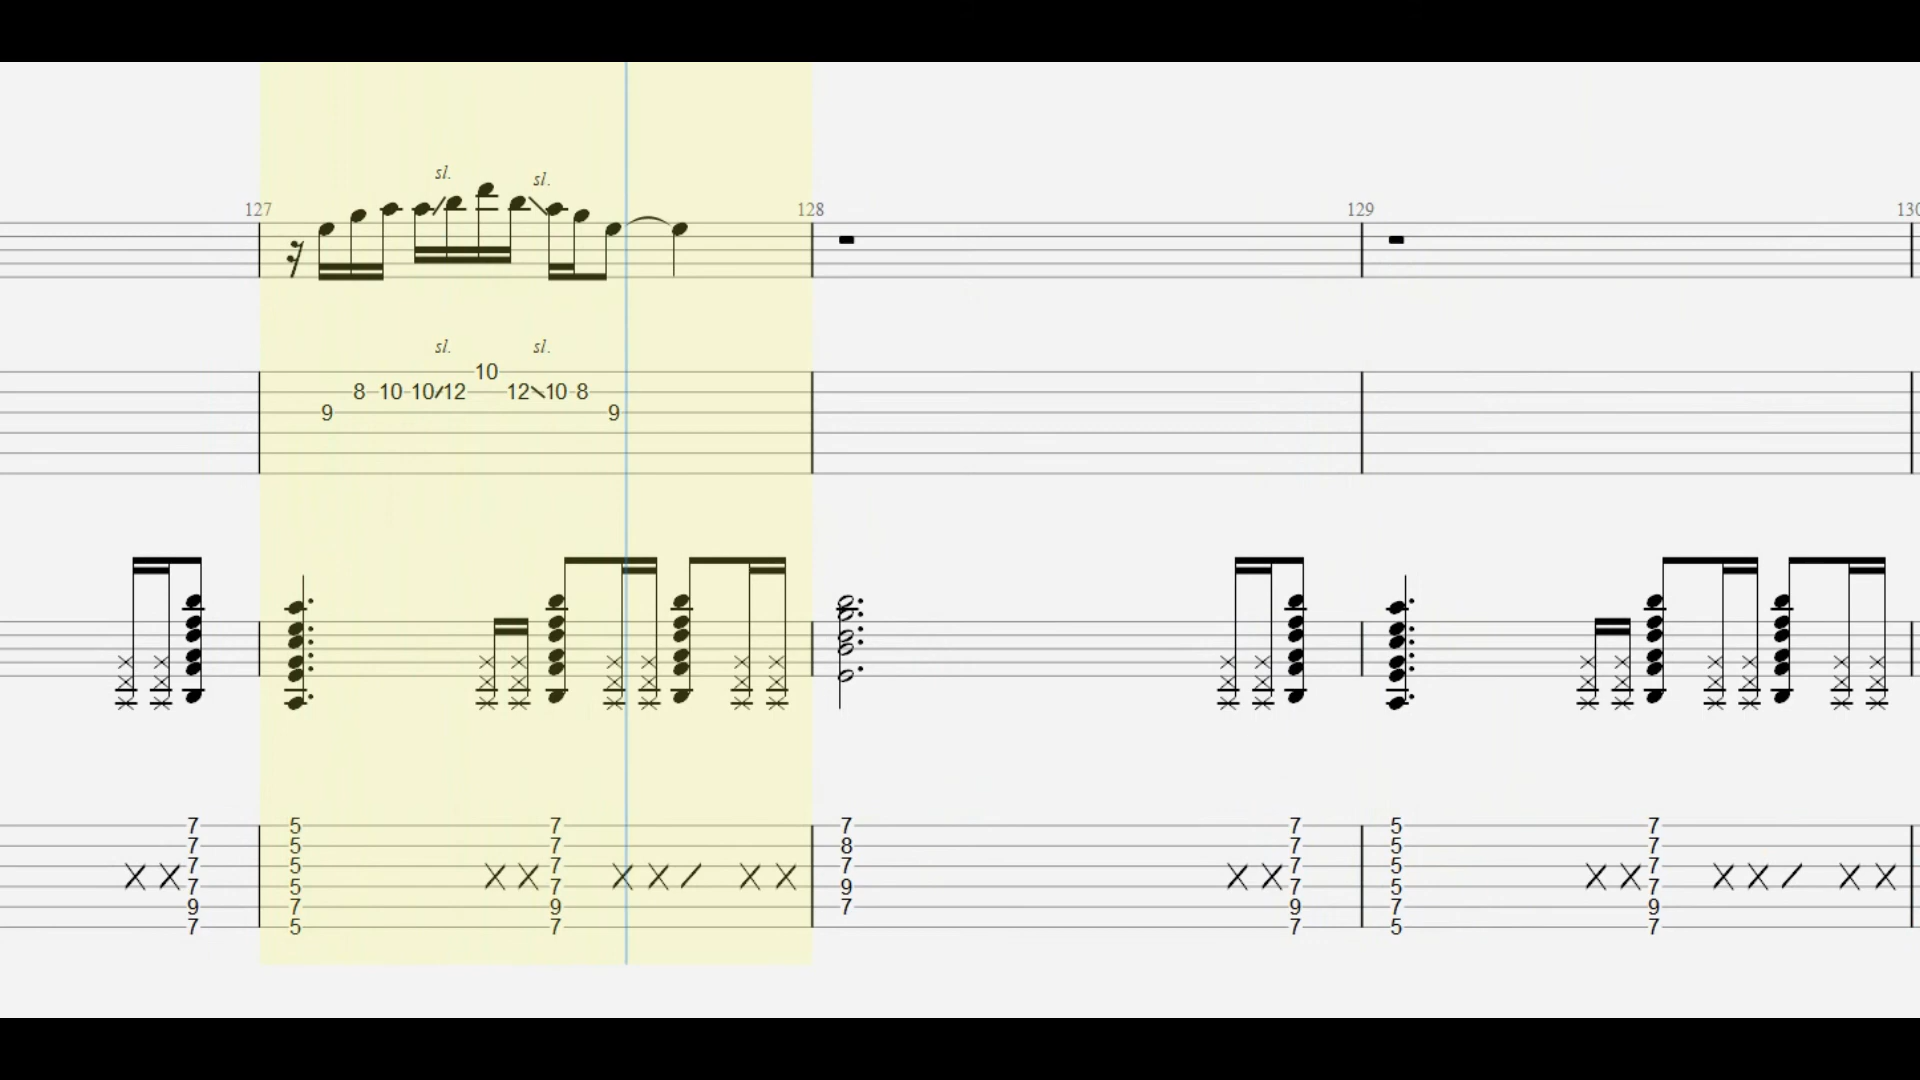 sl. sl.
127 128 129 130
sl. sl.
10
8 10 10 12 12 10 8
9 9
7 5 7 7 7 5 7
7 5 7 8 7 5 7
7 5 7 7 7 5 7
7 5 7 9 7 5 7
9 7 9 7 9 7 9
7 5 7 7 5 7